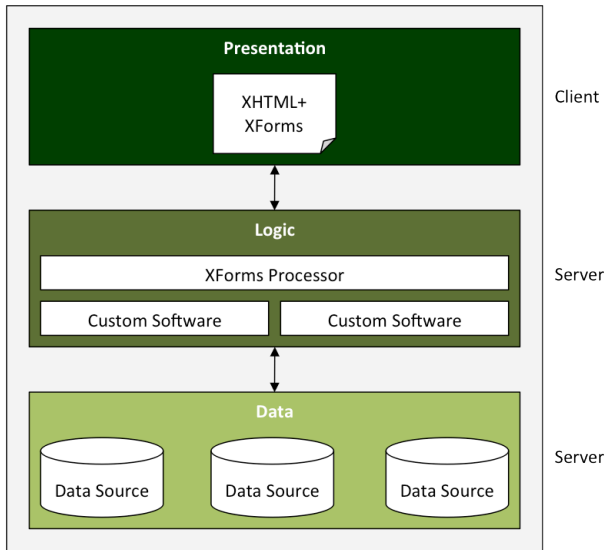 Presentation
XHTML+
XForms
Client
Logic
XForms Processor
Server
Custom Software
Custom Software
Data
Server
Data Source
Data Source
Data Source